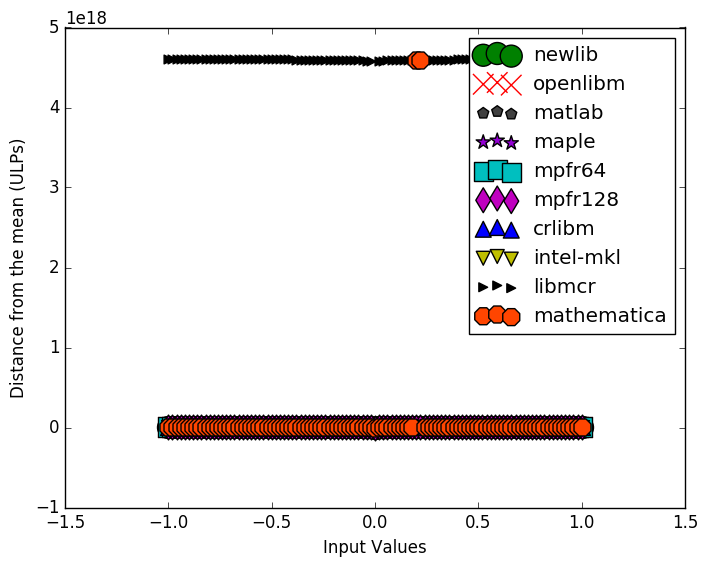 1e18
5
4
3
2
1
0
−1
−1.5
−1.0
−0.5
0.0
0.5
1.0
1.5
Input Values
Distance from the mean (ULPs)
newlib
openlibm
matlab
maple
mpfr64
mpfr128
crlibm
intel-mkl
libmcr
mathematica